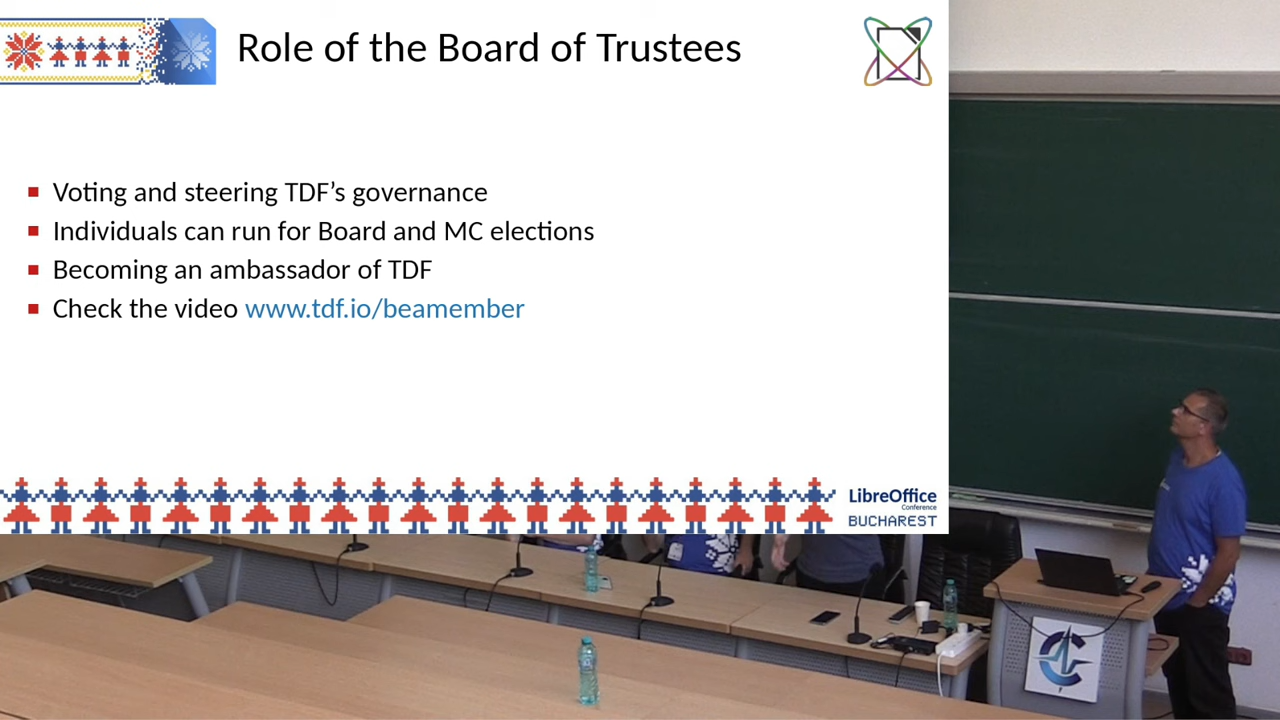 Role of the Board of Trustees
Voting and steering TDF’s governance
Individuals can run for Board and MC elections
Becoming an ambassador of TDF
Check the video www.tdf.io/beamember
LibreOffice
Conference
BUCHAREST